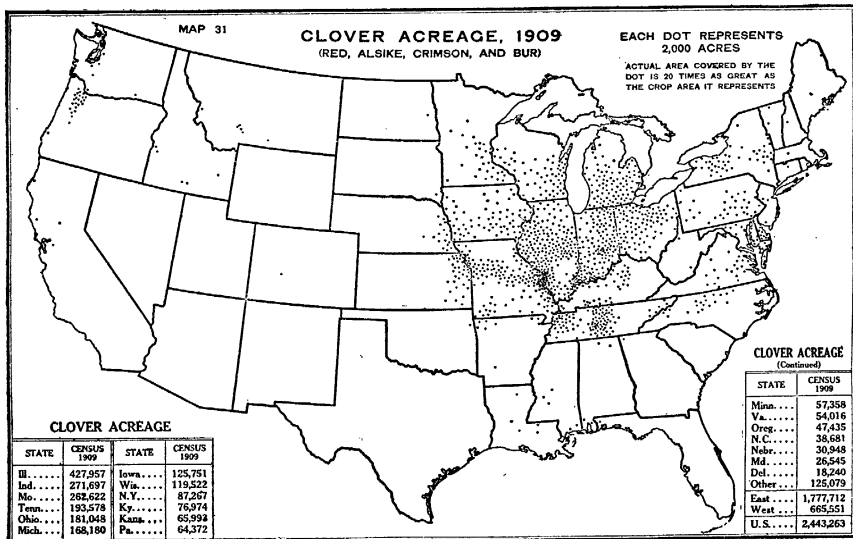 MAP 31
CLOVER ACREAGE, 1909
(RED, ALSIKE, CRIMSON, AND BUR)
EACH DOT REPRESENTS
2,000 ACRES
ACTUAL AREA COVERED BY THE
DOT IS 20 TIMES AS GREAT AS
THE CROP AREA IT REPRESENTS
CLOVER ACREAGE
STATE CENSUS 1909 STATE CENSUS 1909
Ill...... 427,957 Iowa.... 125,751
Ind..... 271,697 Wis..... 119,522
Mo..... 262,622 N.Y.... 87,267
Tenn.... 193,578 Ky...... 76,974
Ohio.... 181,048 Kans.... 65,993
Mich.... 168,180 Pa...... 64,372
CLOVER ACREAGE
(Continued)
STATE CENSUS 1909
Minn.... 57,358
Va...... 54,016
Oreg.... 47,435
N.C..... 38,681
Nebr.... 30,948
Md..... 26,545
Del..... 18,240
Other... 125,079
East.... 1,777,712
West... 665,551
U.S..... 2,443,263